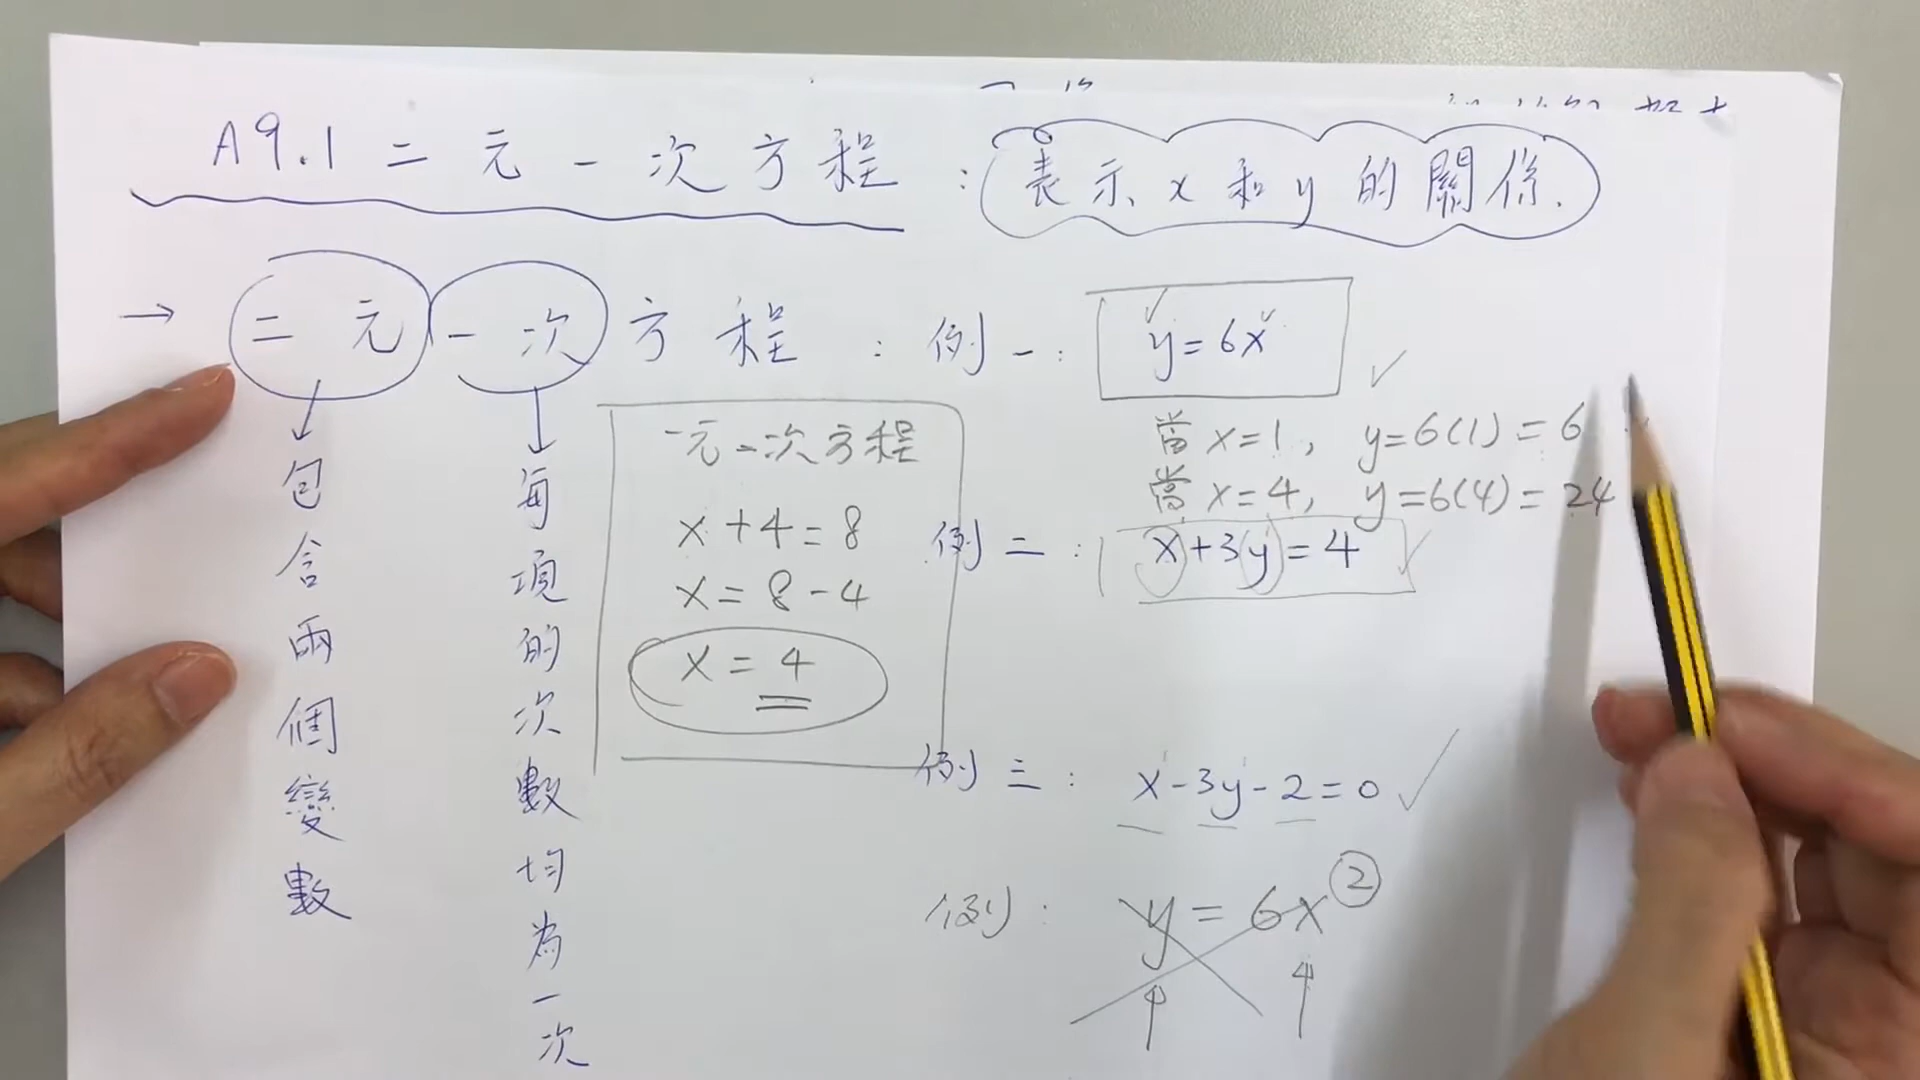 A9.1 二元一次方程 : 表示 x 和 y 的關係.
→ 二元一次方程 : 例一 : y=6x ✓
當 x=1, y=6(1)=6
當 x=4, y=6(4)=24
包含兩個變數
每項的次數均為一次
一元一次方程
x+4=8
x=8-4
x=4
例二 : x+3y=4 ✓
例三 : x-3y-2=0 ✓
例 : y=6x²